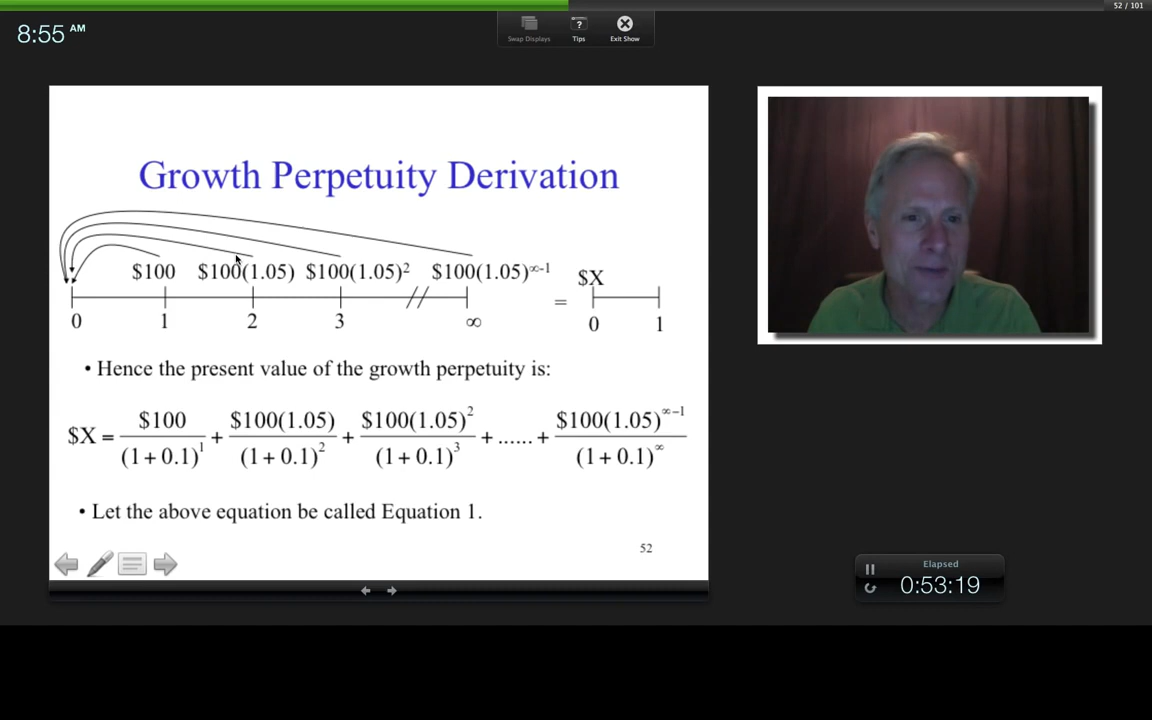 52 / 101
8:55 AM
Swap Displays
? Tips
Exit Show
Growth Perpetuity Derivation
$100 $100(1.05) $100(1.05)² $100(1.05)^∞-1 $X
0 1 2 3 ∞ = 0 1
• Hence the present value of the growth perpetuity is:
$X = $100/(1+0.1)¹ + $100(1.05)/(1+0.1)² + $100(1.05)²/(1+0.1)³ + ...... + $100(1.05)^∞-1/(1+0.1)^∞
• Let the above equation be called Equation 1.
52
Elapsed
0:53:19